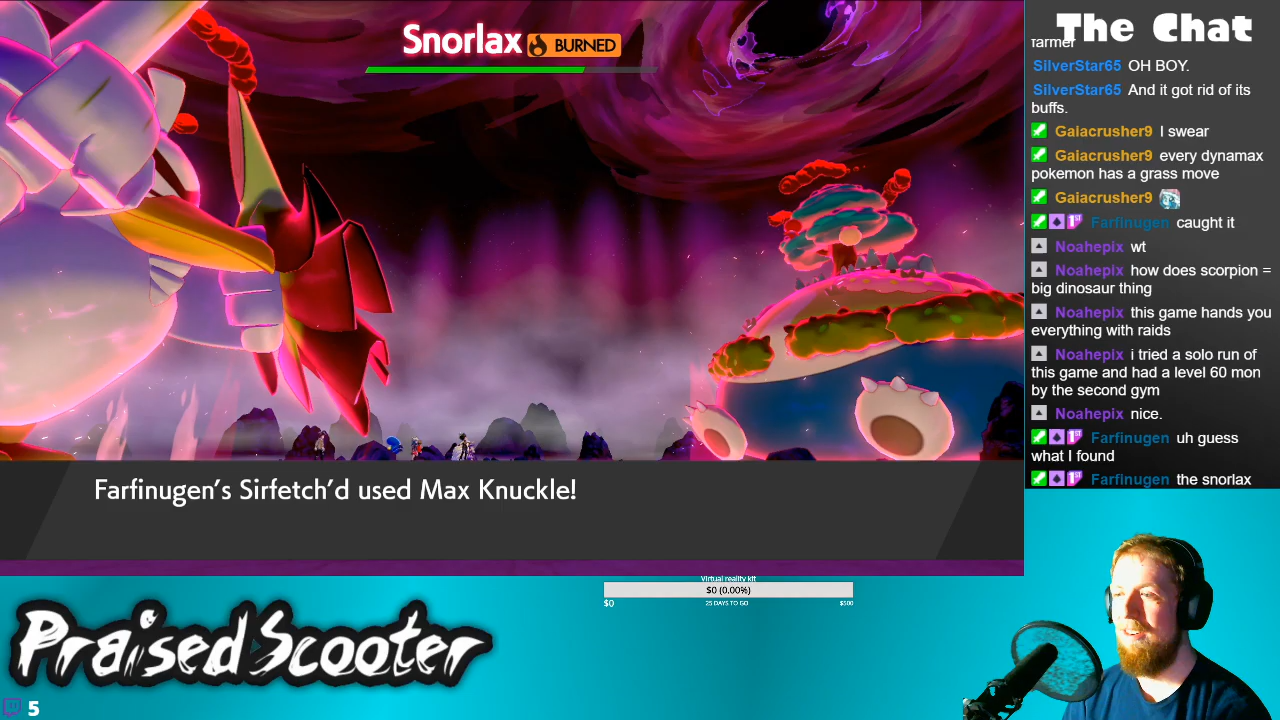 Snorlax BURNED
Farfinugen's Sirfetch'd used Max Knuckle!
The Chat
farmer
SilverStar65 OH BOY.
SilverStar65 And it got rid of its
buffs.
Gaiacrusher9 I swear
Gaiacrusher9 every dynamax
pokemon has a grass move
Gaiacrusher9
1st Farfinugen caught it
Noahepix wt
Noahepix how does scorpion =
big dinosaur thing
Noahepix this game hands you
everything with raids
Noahepix i tried a solo run of
this game and had a level 60 mon
by the second gym
Noahepix nice.
1st Farfinugen uh guess
what I found
1st Farfinugen the snorlax
Virtual reality kit
$0 (0.00%)
$0 25 DAYS TO GO $500
PraisedScooter
5